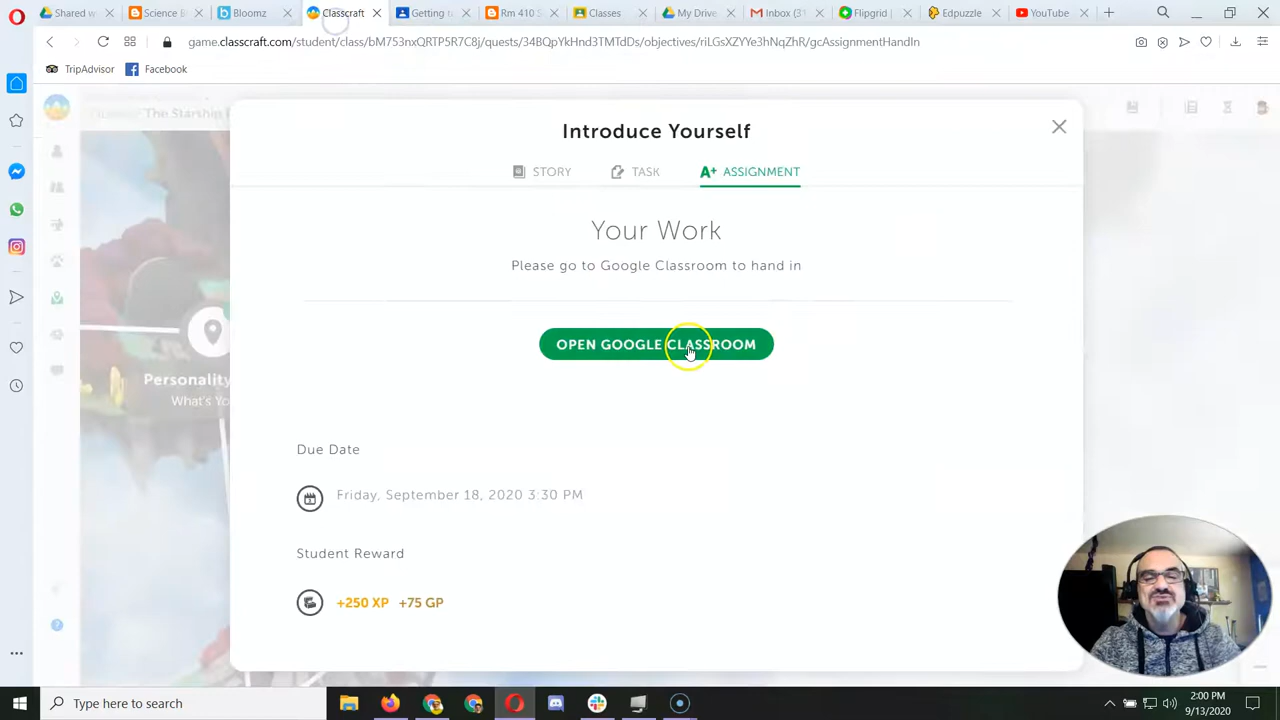 Shared w
Science B
Bloomz
Classcraft
Getting t
Rm 410 S
Classes
My Drive
Inbox (3
Flipgrid |
Edpuzzle
YouTube
game.classcraft.com/student/class/bM753nxQRTP5R7C8j/quests/34BQpYkHnd3TMTdDs/objectives/riLGsXZYYe3hNqZhR/gcAssignmentHandIn
TripAdvisor
Facebook
The Starship
Introduce Yourself
STORY
TASK
A+ ASSIGNMENT
Your Work
Please go to Google Classroom to hand in
OPEN GOOGLE CLASSROOM
Personality
What's Yo
Due Date
Friday, September 18, 2020 3:30 PM
Student Reward
+250 XP +75 GP
Type here to search
2:00 PM
9/13/2020